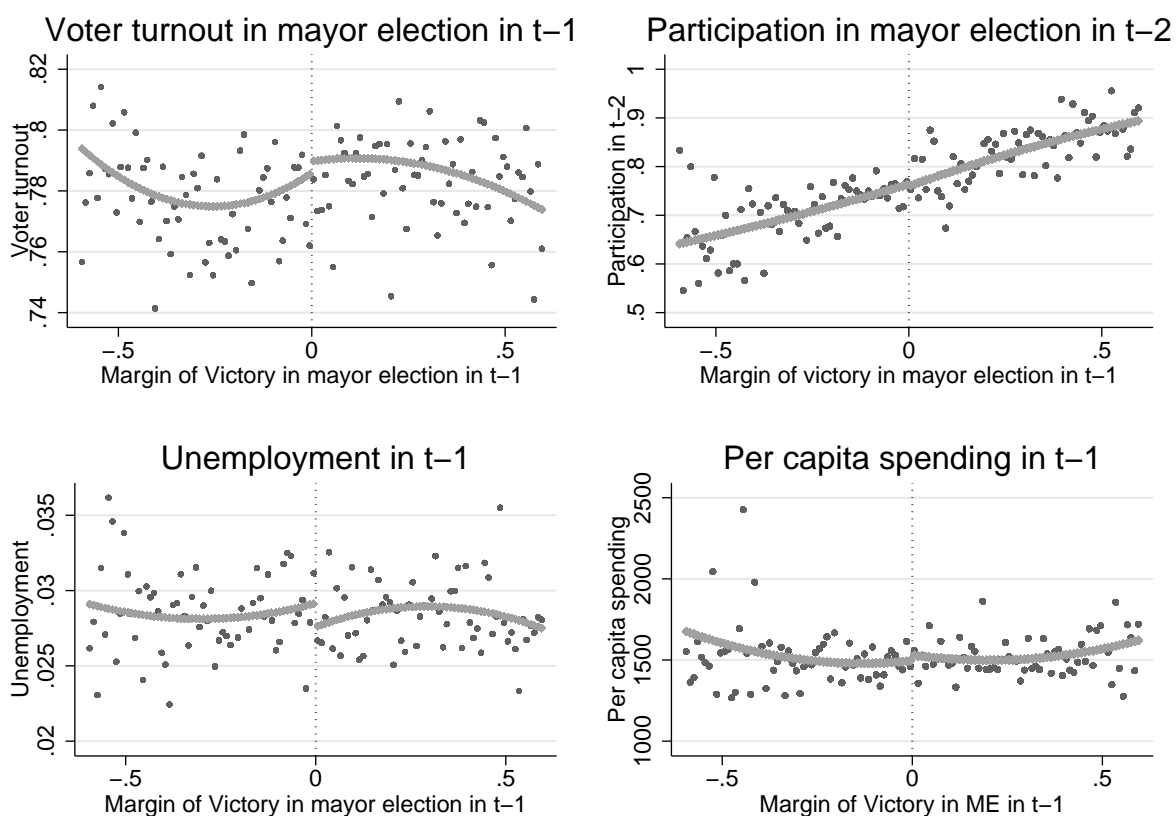 Voter turnout in mayor election in t−1
Voter turnout
.82
.8
.78
.76
.74
−.5 0 .5
Margin of Victory in mayor election in t−1
Participation in mayor election in t−2
Participation in t−2
1
.9
.8
.7
.6
.5
−.5 0 .5
Margin of victory in mayor election in t−1
Unemployment in t−1
Unemployment
.035
.03
.025
.02
−.5 0 .5
Margin of Victory in mayor election in t−1
Per capita spending in t−1
Per capita spending
2500
2000
1500
1000
−.5 0 .5
Margin of Victory in ME in t−1